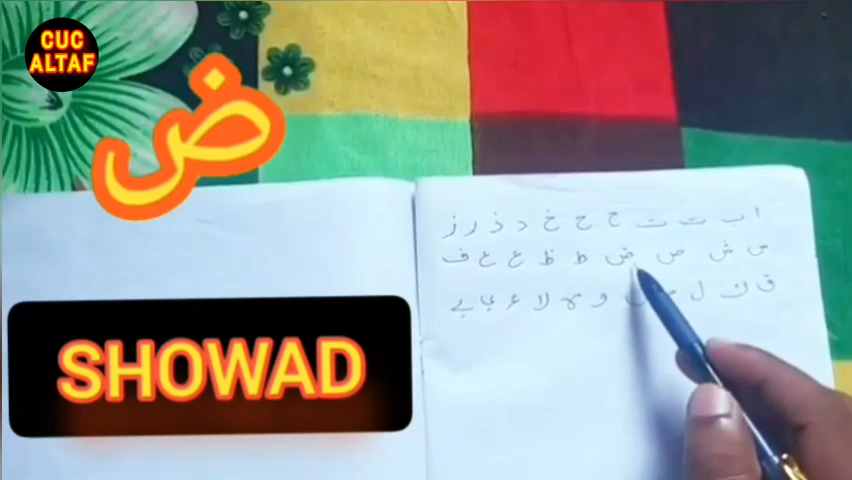 CUC
ALTAF
ض
ا ب ت ث ج ح خ د ذ ر ز
س ش ص ض ط ظ ع غ ف
ق ك ل م و ه لا ء ي ے
SHOWAD